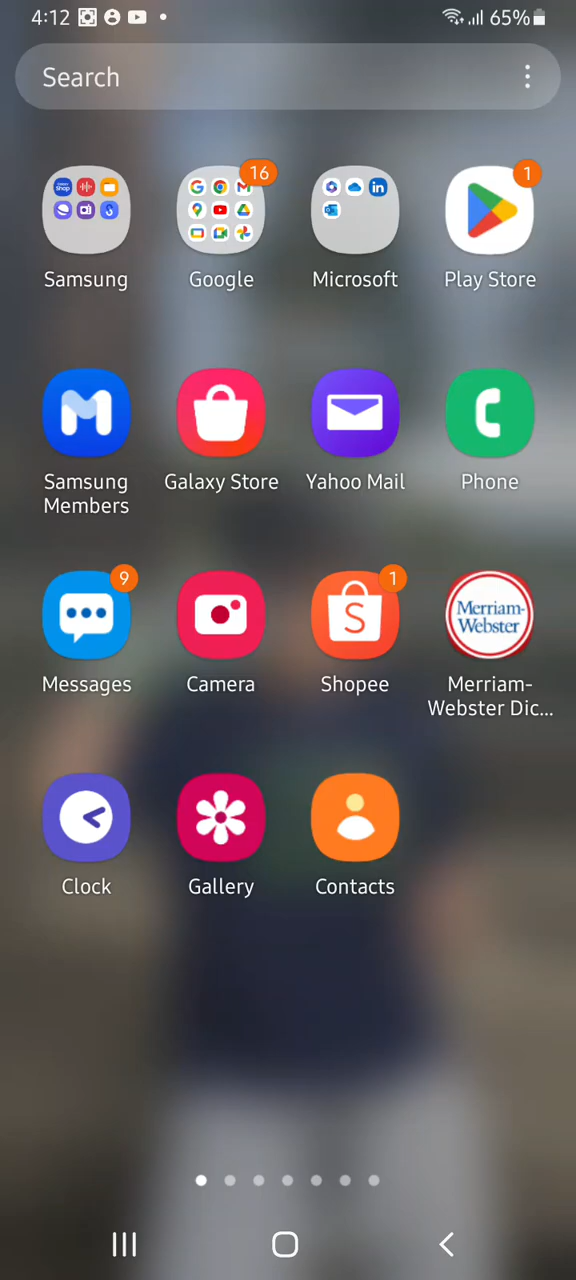 4:12 65%
Search
16 1
Samsung Google Microsoft Play Store
Samsung Members Galaxy Store Yahoo Mail Phone
9 1
S Merriam-
Webster
Messages Camera Shopee Merriam-
Webster Dic...
Clock Gallery Contacts